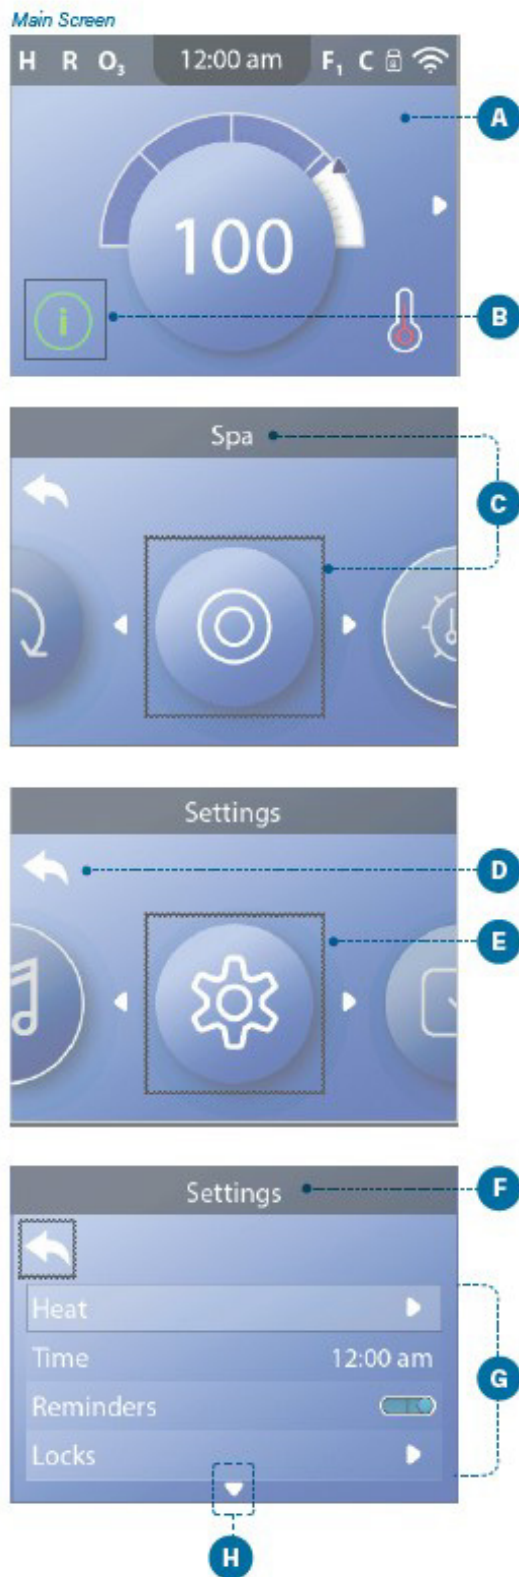 Main Screen
H R O₃ 12:00 am F₁ C
A
100
i
B
Spa
C
Settings
D
E
Settings
F
Heat
Time 12:00 am
G
Reminders
Locks
H